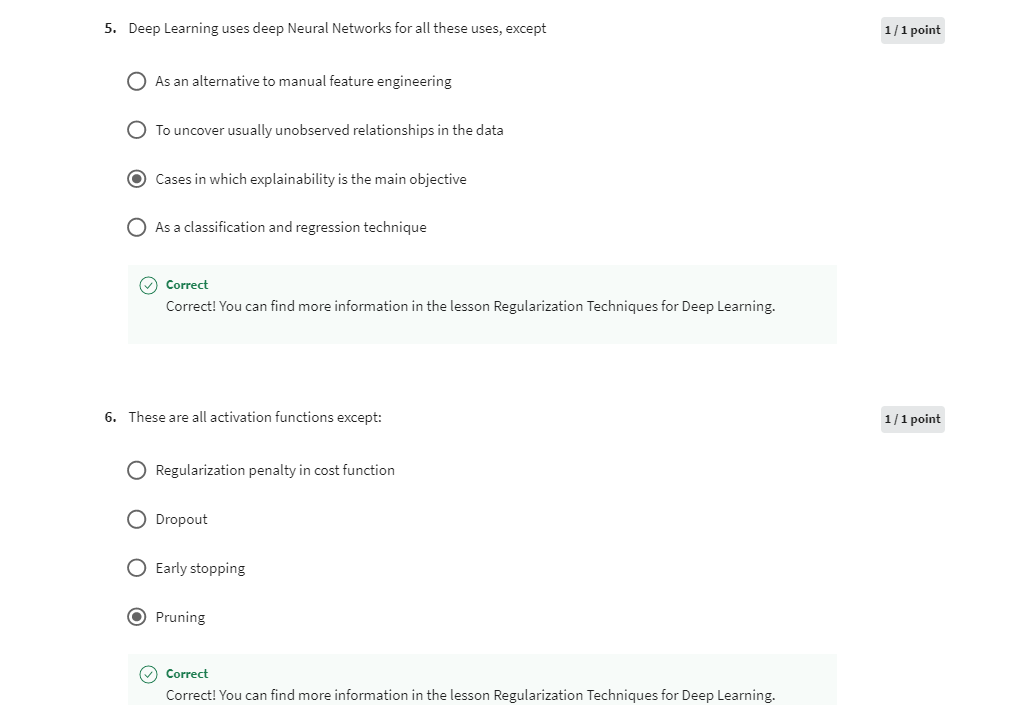 5. Deep Learning uses deep Neural Networks for all these uses, except
1 / 1 point
As an alternative to manual feature engineering
To uncover usually unobserved relationships in the data
Cases in which explainability is the main objective
As a classification and regression technique
Correct
Correct! You can find more information in the lesson Regularization Techniques for Deep Learning.
6. These are all activation functions except:
1 / 1 point
Regularization penalty in cost function
Dropout
Early stopping
Pruning
Correct
Correct! You can find more information in the lesson Regularization Techniques for Deep Learning.